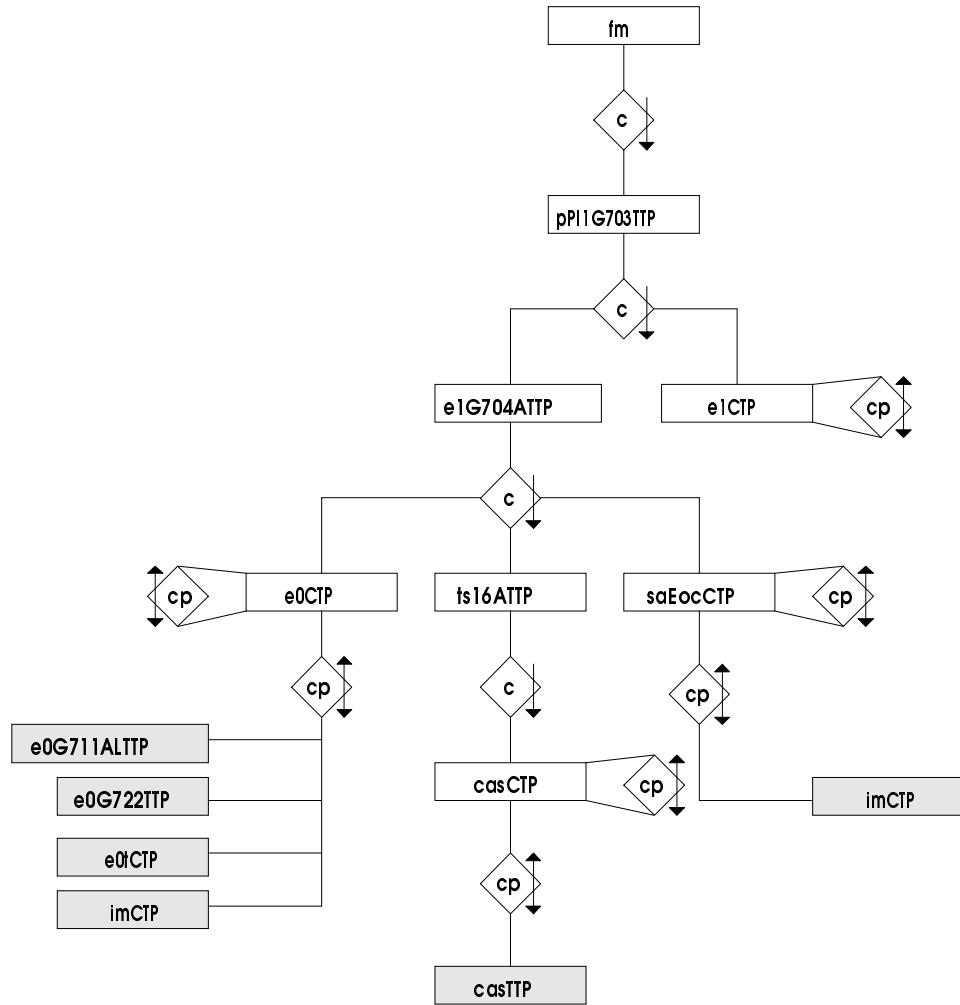 fm
c
pPI1G703TTP
c
e1G704ATTP
e1CTP
cp
c
cp
e0CTP
ts16ATTP
saEocCTP
cp
cp
c
cp
e0G711ALTTP
e0G722TTP
e0tCTP
imCTP
casCTP
cp
imCTP
cp
casTTP